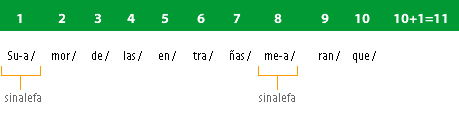 1 2 3 4 5 6 7 8 9 10 10+1=11
Su-a / mor / de / las / en / tra / ñas / me-a / ran / que /
sinalefa sinalefa